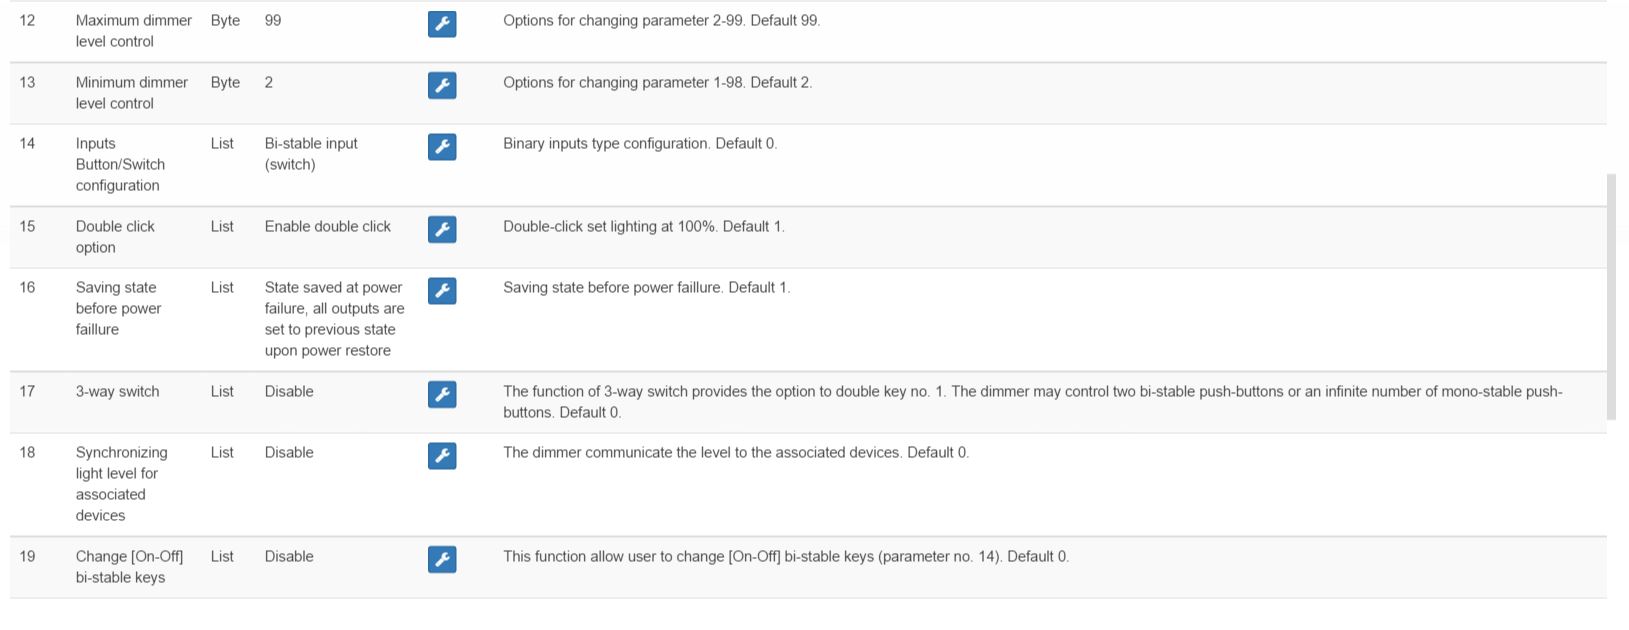 12 Maximum dimmer Byte 99 Options for changing parameter 2-99. Default 99.
level control
13 Minimum dimmer Byte 2 Options for changing parameter 1-98. Default 2.
level control
14 Inputs List Bi-stable input Binary inputs type configuration. Default 0.
Button/Switch (switch)
configuration
15 Double click List Enable double click Double-click set lighting at 100%. Default 1.
option
16 Saving state List State saved at power Saving state before power faillure. Default 1.
before power failure, all outputs are
faillure set to previous state
upon power restore
17 3-way switch List Disable The function of 3-way switch provides the option to double key no. 1. The dimmer may control two bi-stable push-buttons or an infinite number of mono-stable push-
buttons. Default 0.
18 Synchronizing List Disable The dimmer communicate the level to the associated devices. Default 0.
light level for
associated
devices
19 Change [On-Off] List Disable This function allow user to change [On-Off] bi-stable keys (parameter no. 14). Default 0.
bi-stable keys